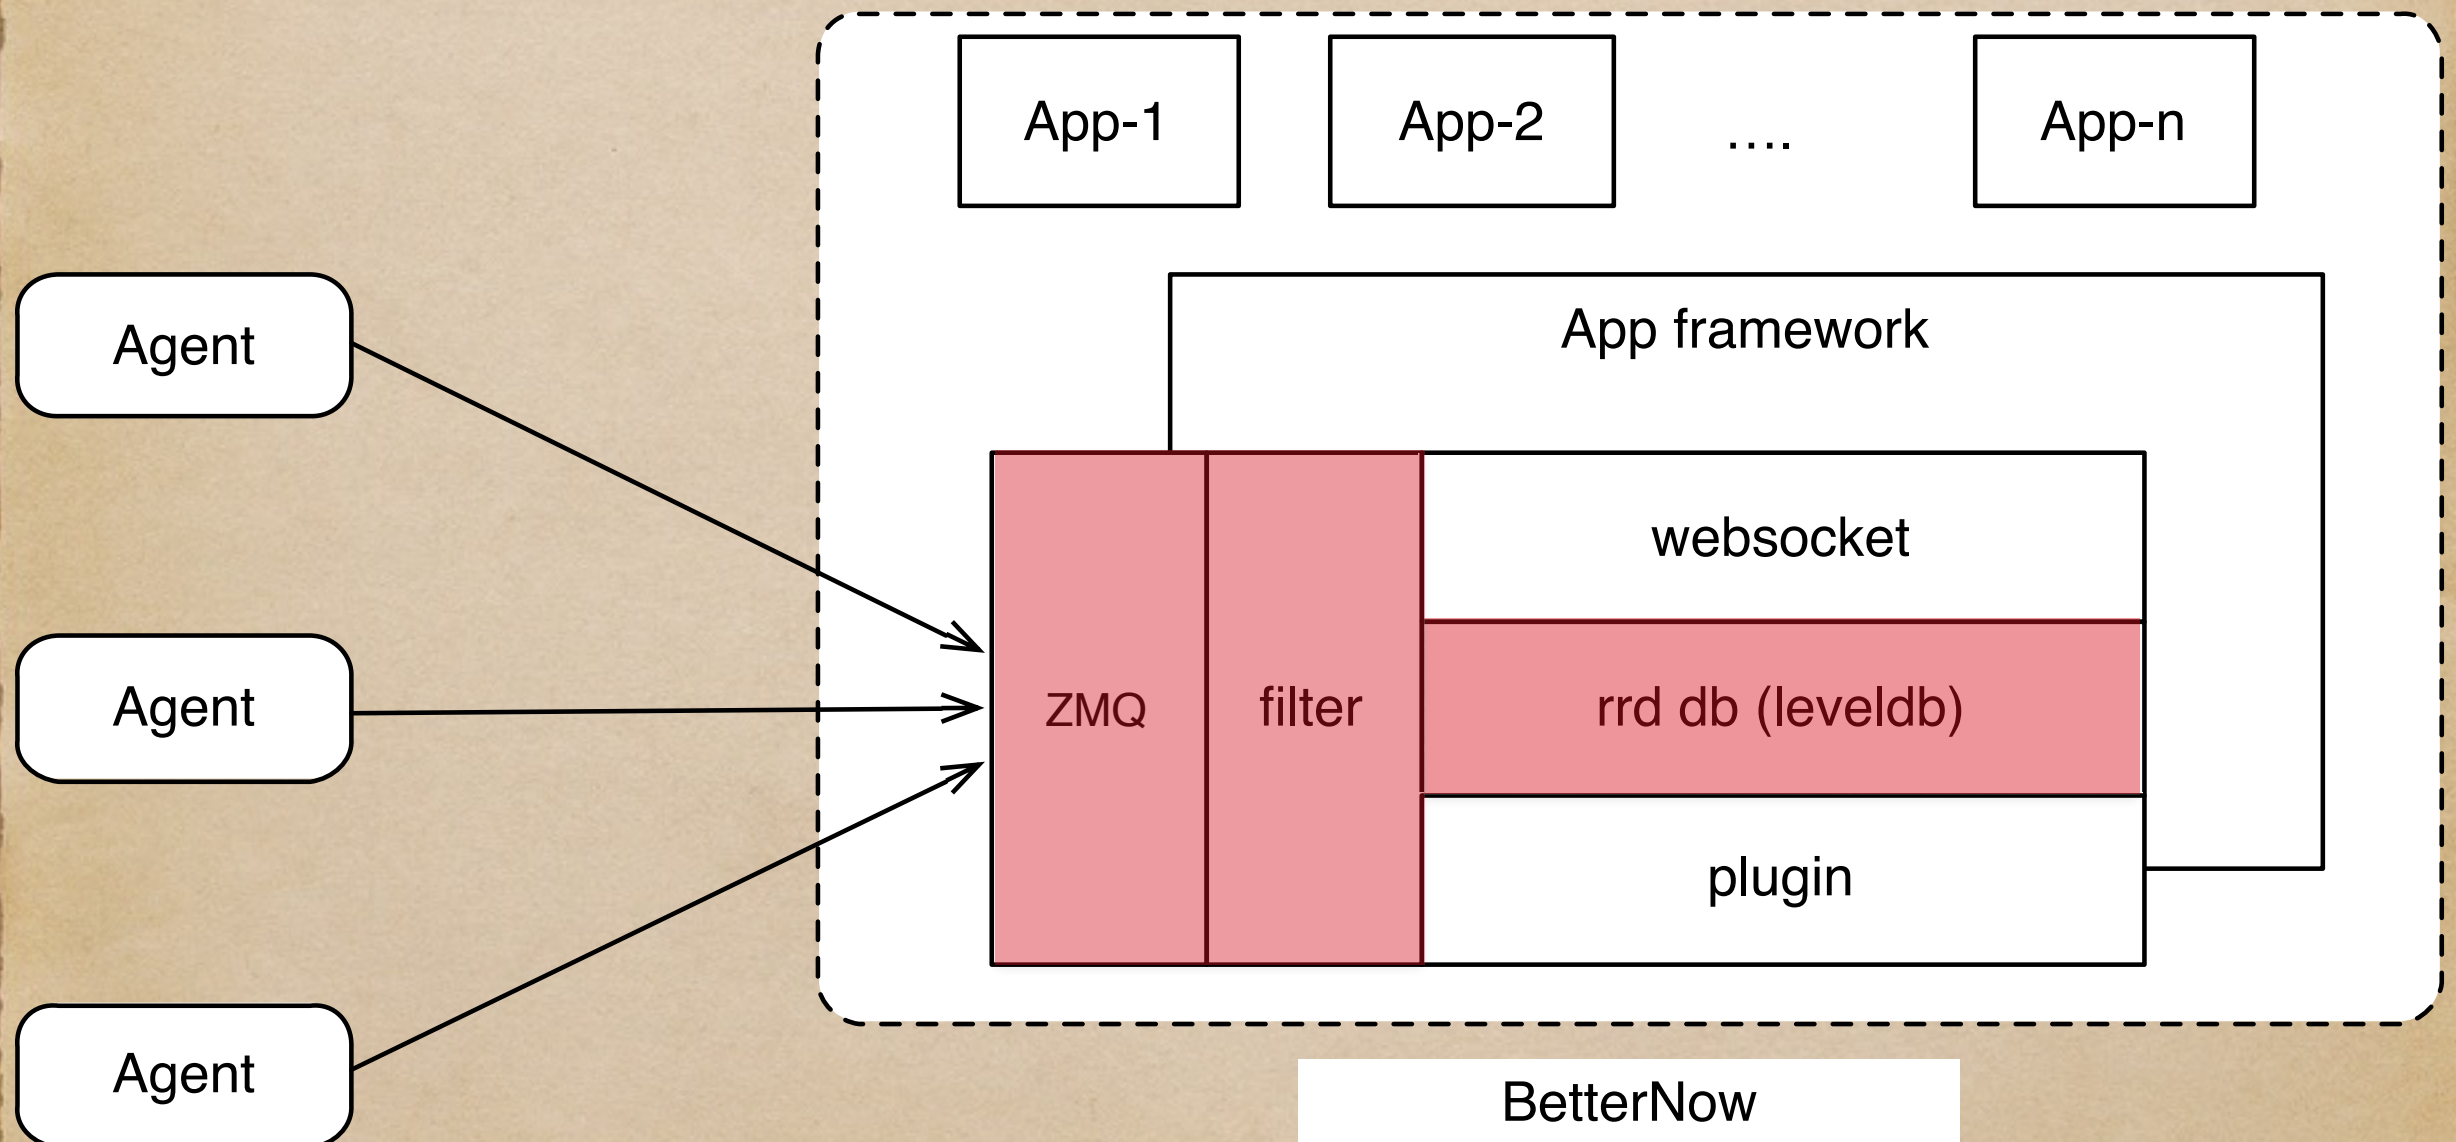 App-1
App-2
....
App-n
App framework
Agent
Agent
Agent
ZMQ
filter
websocket
rrd db (leveldb)
plugin
BetterNow